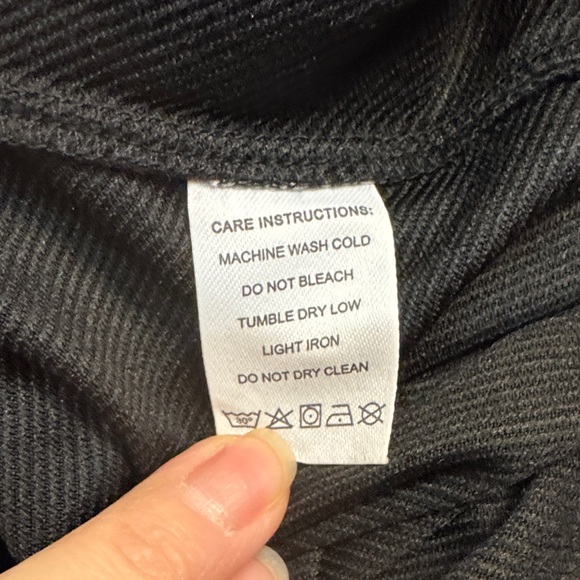 CARE INSTRUCTIONS:
MACHINE WASH COLD
DO NOT BLEACH
TUMBLE DRY LOW
LIGHT IRON
DO NOT DRY CLEAN
30°